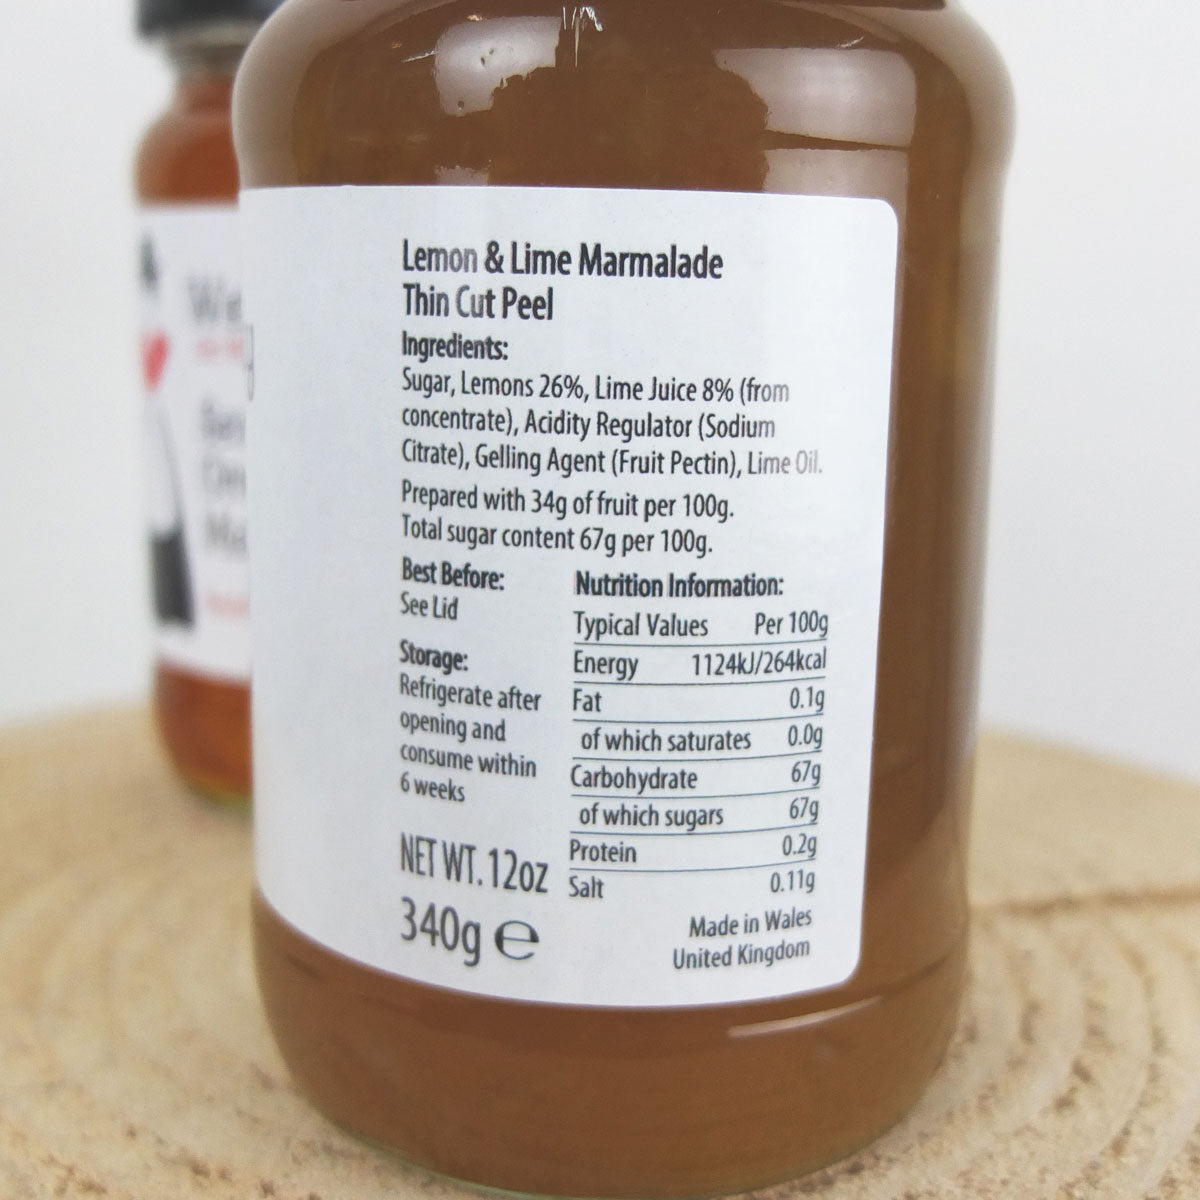 Lemon & Lime Marmalade
Thin Cut Peel
Ingredients:
Sugar, Lemons 26%, Lime Juice 8% (from
concentrate), Acidity Regulator (Sodium
Citrate), Gelling Agent (Fruit Pectin), Lime Oil.
Prepared with 34g of fruit per 100g.
Total sugar content 67g per 100g.
Best Before:
See Lid
Storage:
Refrigerate after
opening and
consume within
6 weeks
NET WT. 12oz
340g e
Nutrition Information:
Typical Values Per 100g
Energy 1124kJ/264kcal
Fat 0.1g
of which saturates 0.0g
Carbohydrate 67g
of which sugars 67g
Protein 0.2g
Salt 0.11g
Made in Wales
United Kingdom